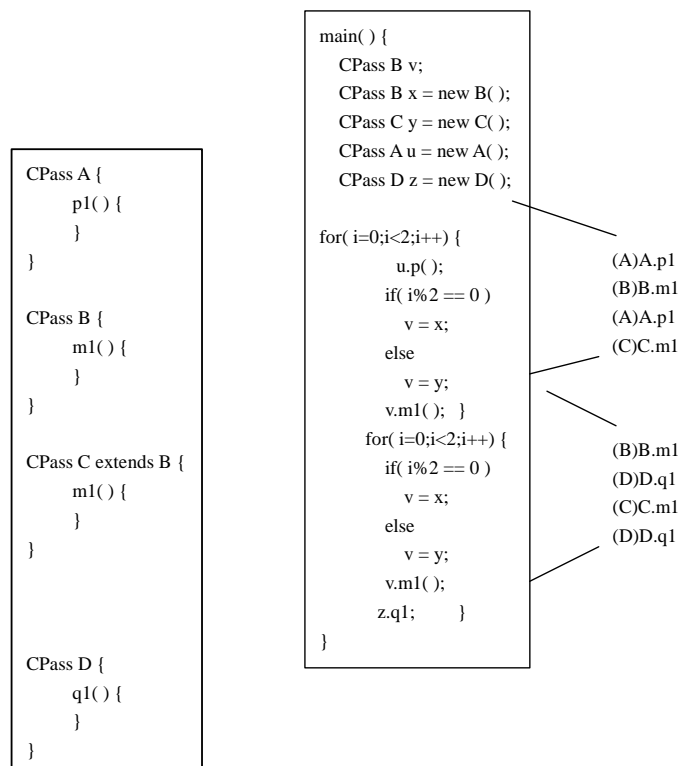 CPass A {
p1( ) {
}
}
CPass B {
m1( ) {
}
}
CPass C extends B {
m1( ) {
}
}
CPass D {
q1( ) {
}
}
main( ) {
CPass B v;
CPass B x = new B( );
CPass C y = new C( );
CPass A u = new A( );
CPass D z = new D( );
for( i=0;i<2;i++) {
u.p( );
if( i%2 == 0 )
v = x;
else
v = y;
v.m1( ); }
for( i=0;i<2;i++) {
if( i%2 == 0 )
v = x;
else
v = y;
v.m1( );
z.q1; }
}
(A)A.p1
(B)B.m1
(A)A.p1
(C)C.m1
(B)B.m1
(D)D.q1
(C)C.m1
(D)D.q1